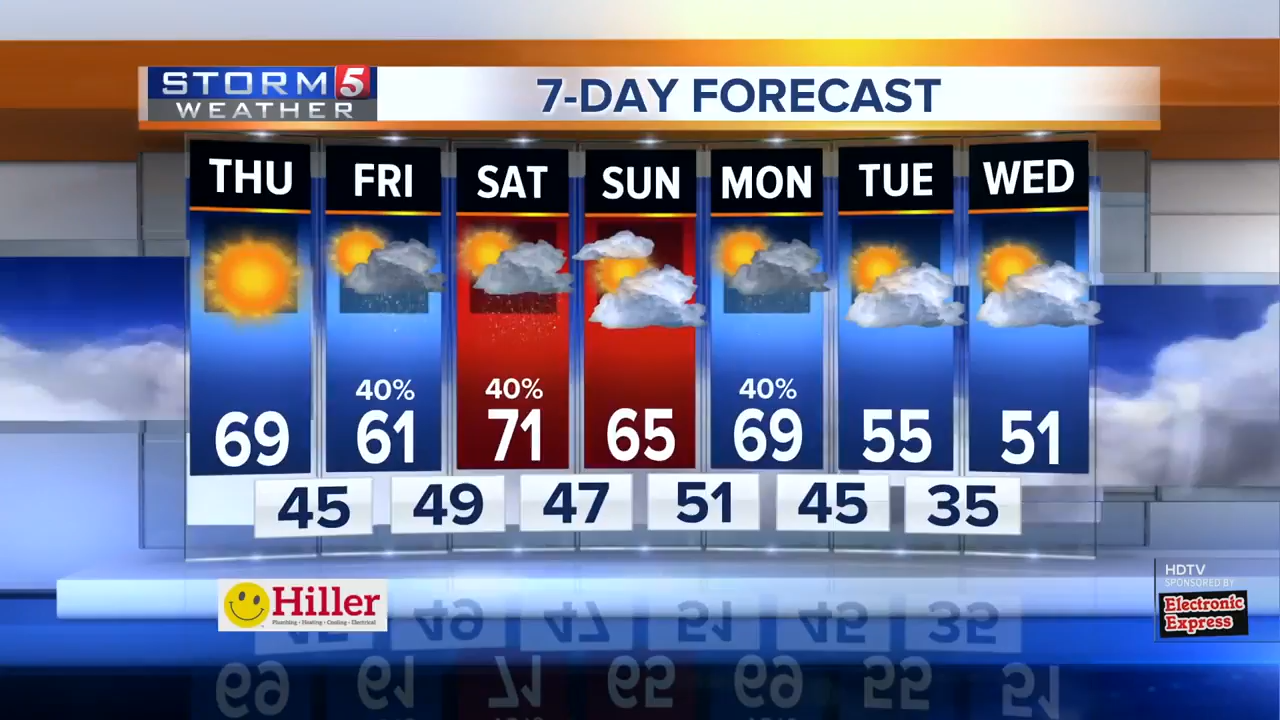 STORM 5
WEATHER
7-DAY FORECAST
THU FRI SAT SUN MON TUE WED
40% 40% 40%
69 61 71 65 69 55 51
45 49 47 51 45 35
Hiller
Plumbing • Heating • Cooling • Electrical
HDTV
SPONSORED BY
Electronic
Express